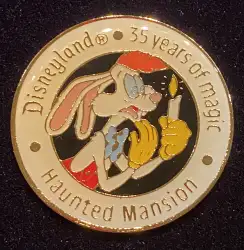 Disneyland® • 35 years of magic •
Haunted Mansion